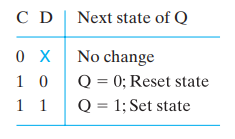 C D Next state of Q
0 X No change
1 0 Q = 0; Reset state
1 1 Q = 1; Set state